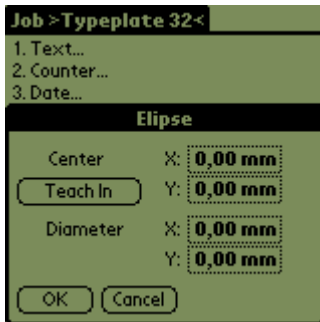 Job >Typeplate 32<
1. Text...
2. Counter...
3. Date...
Elipse
Center X: 0,00 mm
Teach In Y: 0,00 mm
Diameter X: 0,00 mm
Y: 0,00 mm
OK Cancel